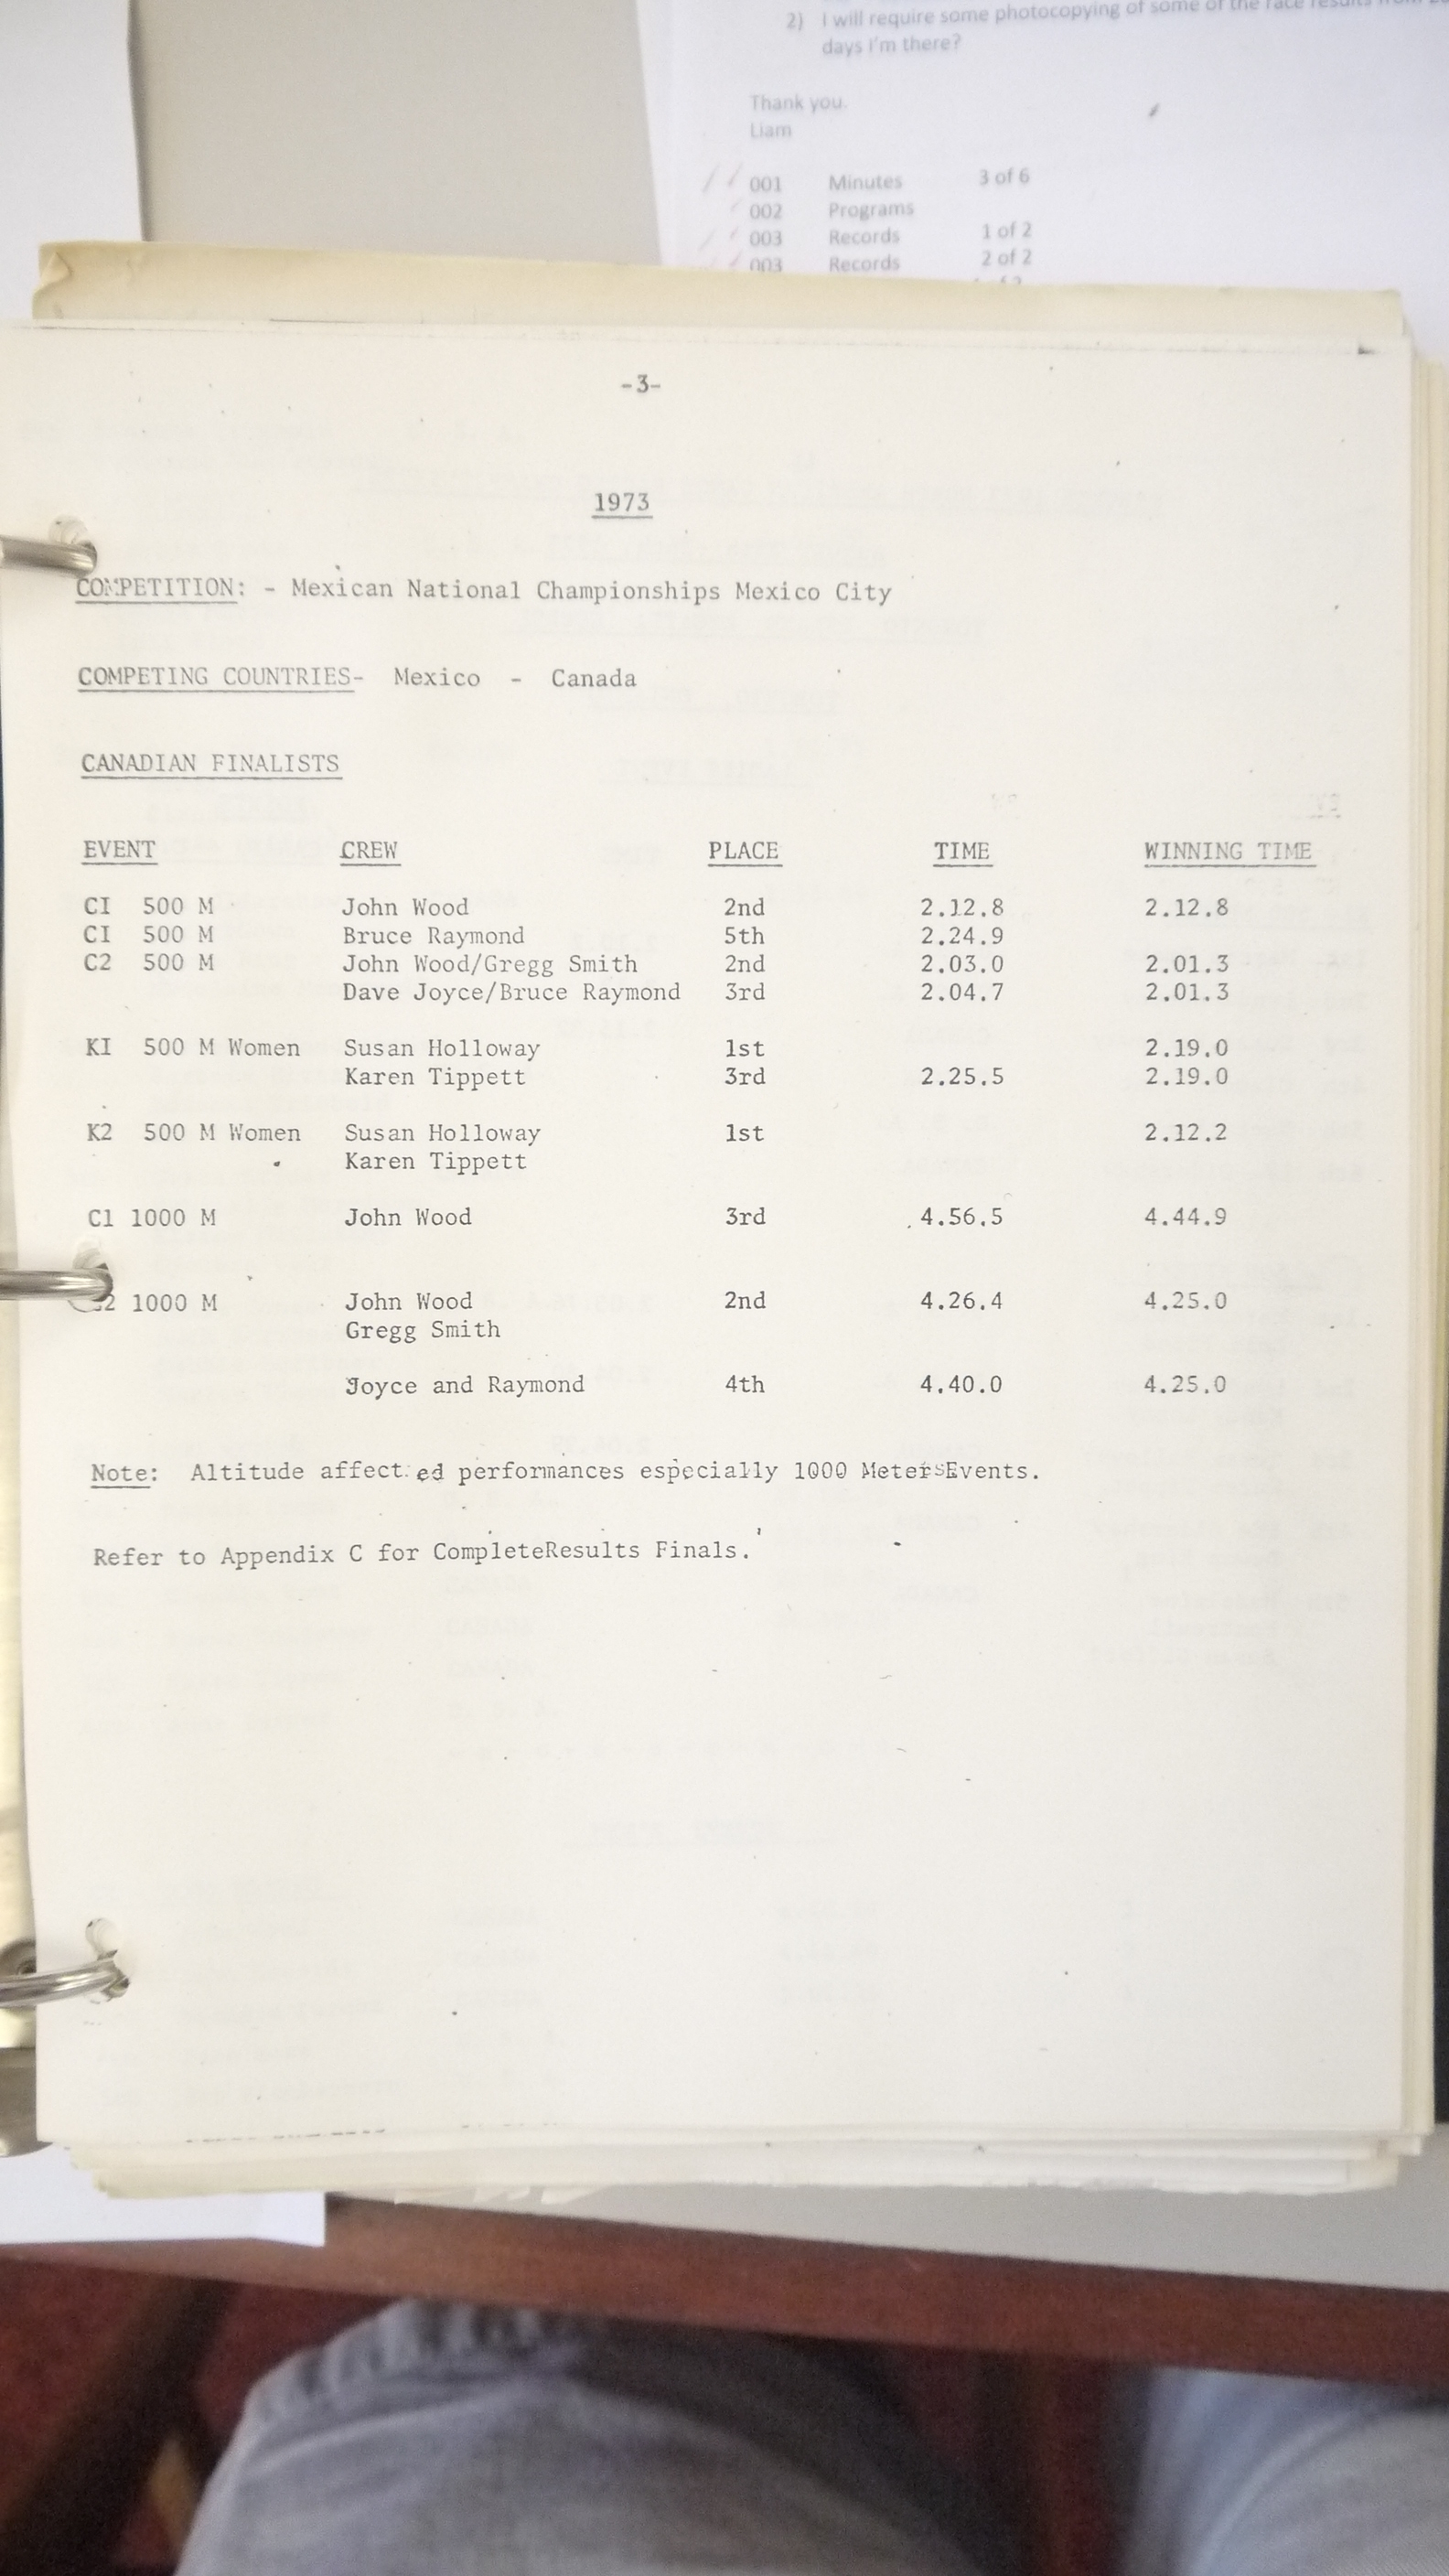 2) I will require some photocopying of some of the race results from
days I'm there?
Thank you.
Liam
001 Minutes 3 of 6
002 Programs
003 Records 1 of 2
003 Records 2 of 2
-3-
1973
COMPETITION: - Mexican National Championships Mexico City
COMPETING COUNTRIES- Mexico - Canada
CANADIAN FINALISTS
EVENT CREW PLACE TIME WINNING TIME
CI 500 M John Wood 2nd 2.12.8 2.12.8
CI 500 M Bruce Raymond 5th 2.24.9
C2 500 M John Wood/Gregg Smith 2nd 2.03.0 2.01.3
Dave Joyce/Bruce Raymond 3rd 2.04.7 2.01.3
KI 500 M Women Susan Holloway 1st 2.19.0
Karen Tippett 3rd 2.25.5 2.19.0
K2 500 M Women Susan Holloway 1st 2.12.2
Karen Tippett
C1 1000 M John Wood 3rd 4.56.5 4.44.9
2 1000 M John Wood 2nd 4.26.4 4.25.0
Gregg Smith
Joyce and Raymond 4th 4.40.0 4.25.0
Note: Altitude affected performances especially 1000 MetersEvents.
Refer to Appendix C for CompleteResults Finals.